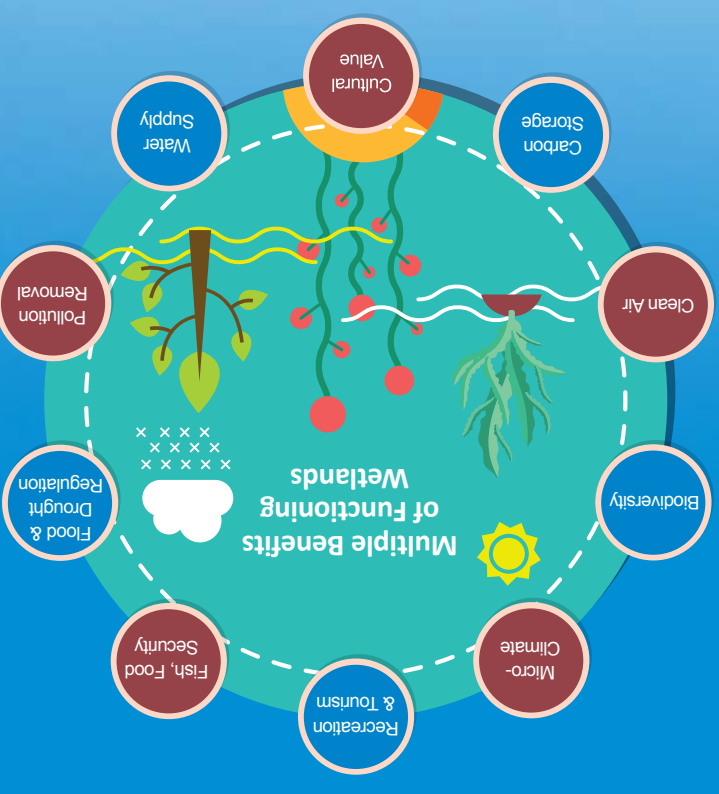 Recreation
& Tourism
Micro-
Climate
Fish, Food
Security
Multiple Benefits
of Functioning
Wetlands
Biodiversity
Flood &
Drought
Regulation
Clean Air
Pollution
Removal
Carbon
Storage
Water
Supply
Cultural
Value